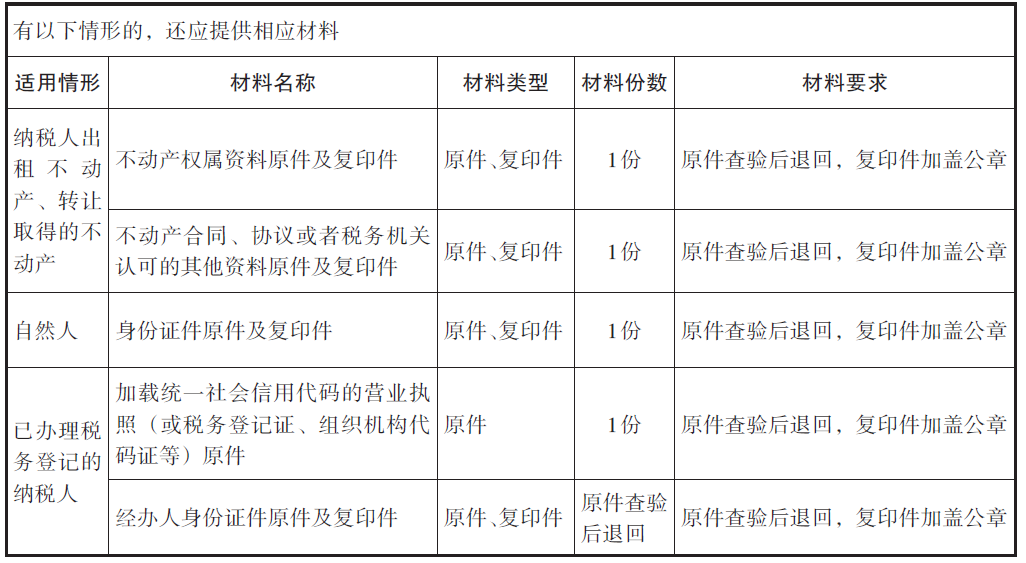 有以下情形的，还应提供相应材料
适用情形 材料名称 材料类型 材料份数 材料要求
纳税人出
租不动
产、转让
取得的不
动产
不动产权属资料原件及复印件 原件、复印件 1份 原件查验后退回，复印件加盖公章
不动产合同、协议或者税务机关
认可的其他资料原件及复印件
原件、复印件 1份 原件查验后退回，复印件加盖公章
自然人 身份证件原件及复印件 原件、复印件 1份 原件查验后退回，复印件加盖公章
已办理税
务登记的
纳税人
加载统一社会信用代码的营业执
照（或税务登记证、组织机构代
码证等）原件
原件 1份 原件查验后退回，复印件加盖公章
经办人身份证件原件及复印件 原件、复印件
原件查验
后退回
原件查验后退回，复印件加盖公章